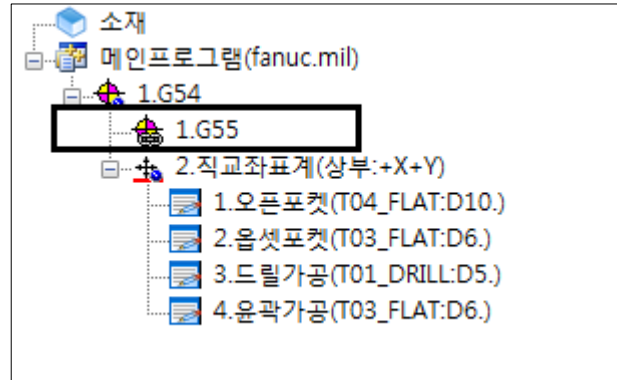 소재
메인프로그램(fanuc.mil)
1.G54
1.G55
2.직교좌표계(상부:+X+Y)
1.오픈포켓(T04_FLAT:D10.)
2.옵셋포켓(T03_FLAT:D6.)
3.드릴가공(T01_DRILL:D5.)
4.윤곽가공(T03_FLAT:D6.)